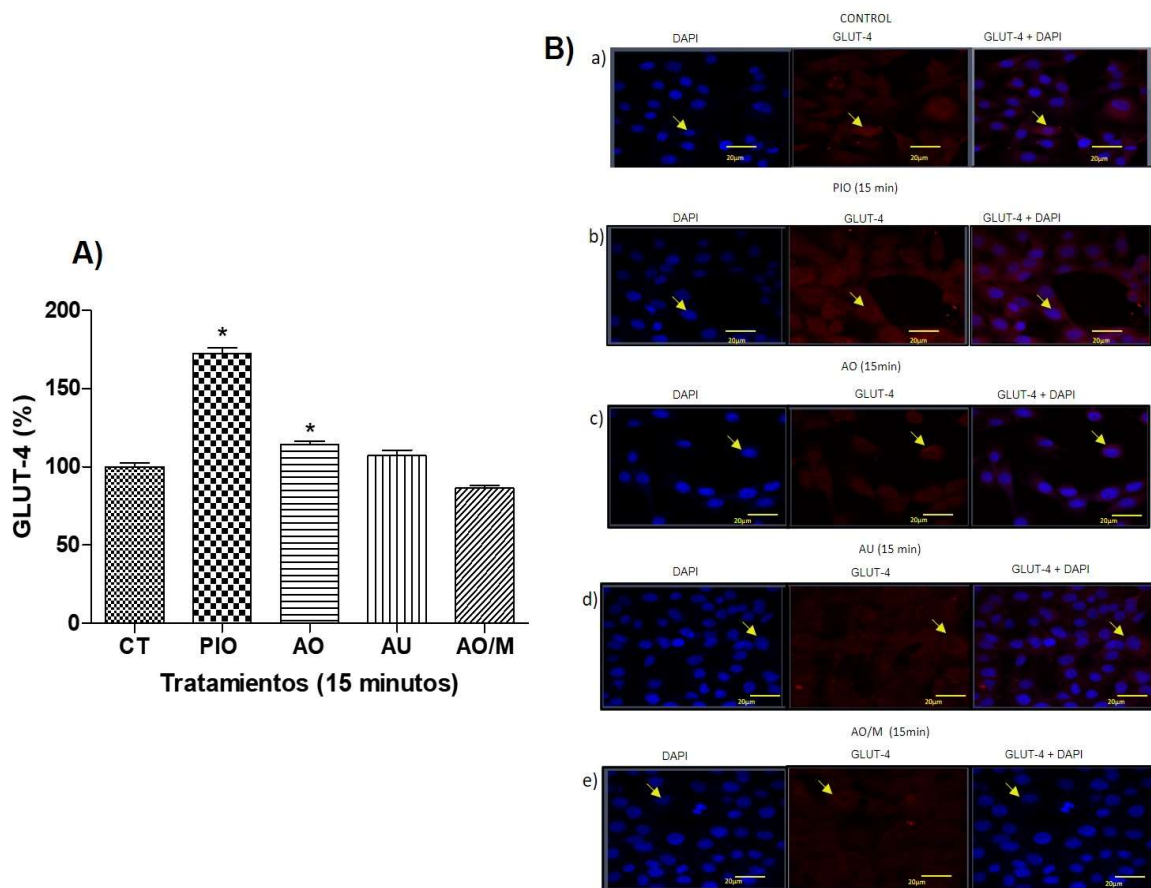 A)
GLUT-4 (%)
200
150
100
50
0
*
*
CT PIO AO AU AO/M
Tratamientos (15 minutos)
B)
CONTROL
DAPI GLUT-4 GLUT-4 + DAPI
a)
20µm 20µm 20µm
PIO (15 min)
DAPI GLUT-4 GLUT-4 + DAPI
b)
20µm 20µm 20µm
AO (15min)
DAPI GLUT-4 GLUT-4 + DAPI
c)
20µm 20µm 20µm
AU (15 min)
DAPI GLUT-4 GLUT-4 + DAPI
d)
20µm 20µm 20µm
AO/M (15min)
DAPI GLUT-4 GLUT-4 + DAPI
e)
20µm 20µm 20µm